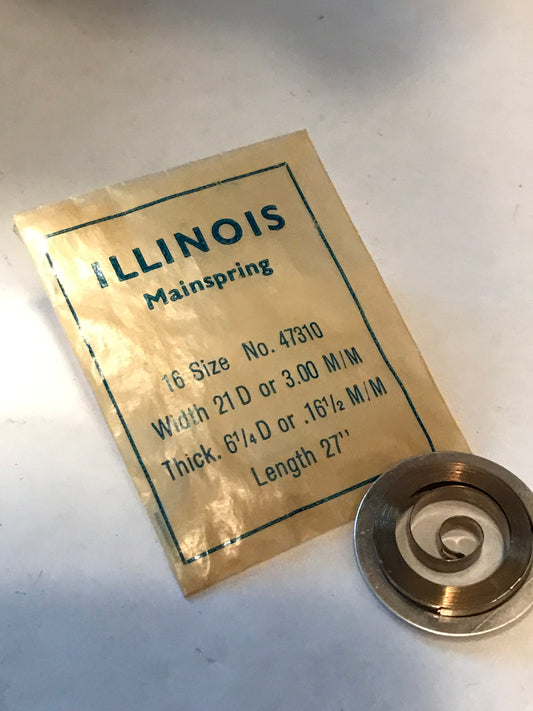 ILLINOIS
Mainspring
16 Size No. 47310
Width 21 D or 3.00 M/M
Thick. 6¼ D or .16½ M/M
Length 27"